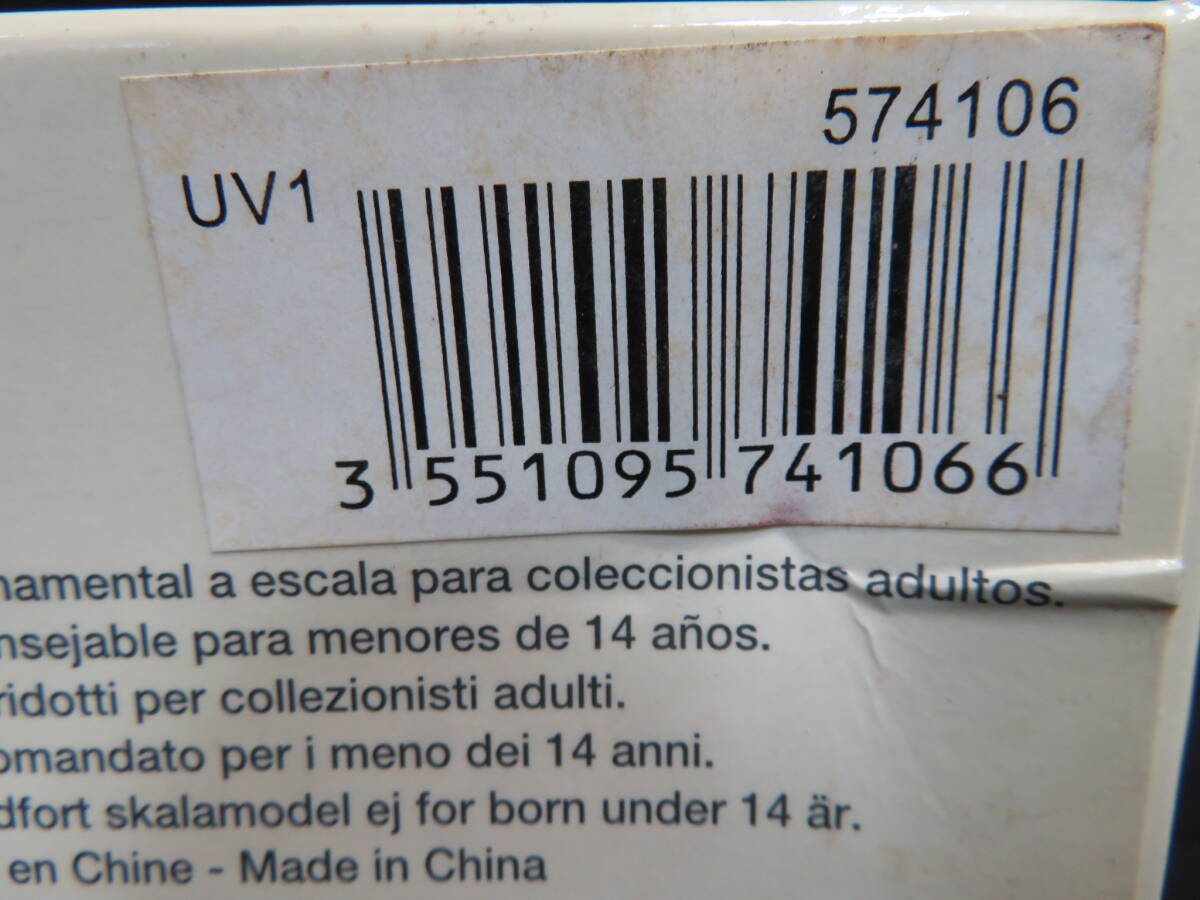 574106
UV1
3 551095 741066
namental a escala para coleccionistas adultos.
nsejable para menores de 14 años.
ridotti per collezionisti adulti.
omandato per i meno dei 14 anni.
dfort skalamodel ej for born under 14 är.
en Chine - Made in China